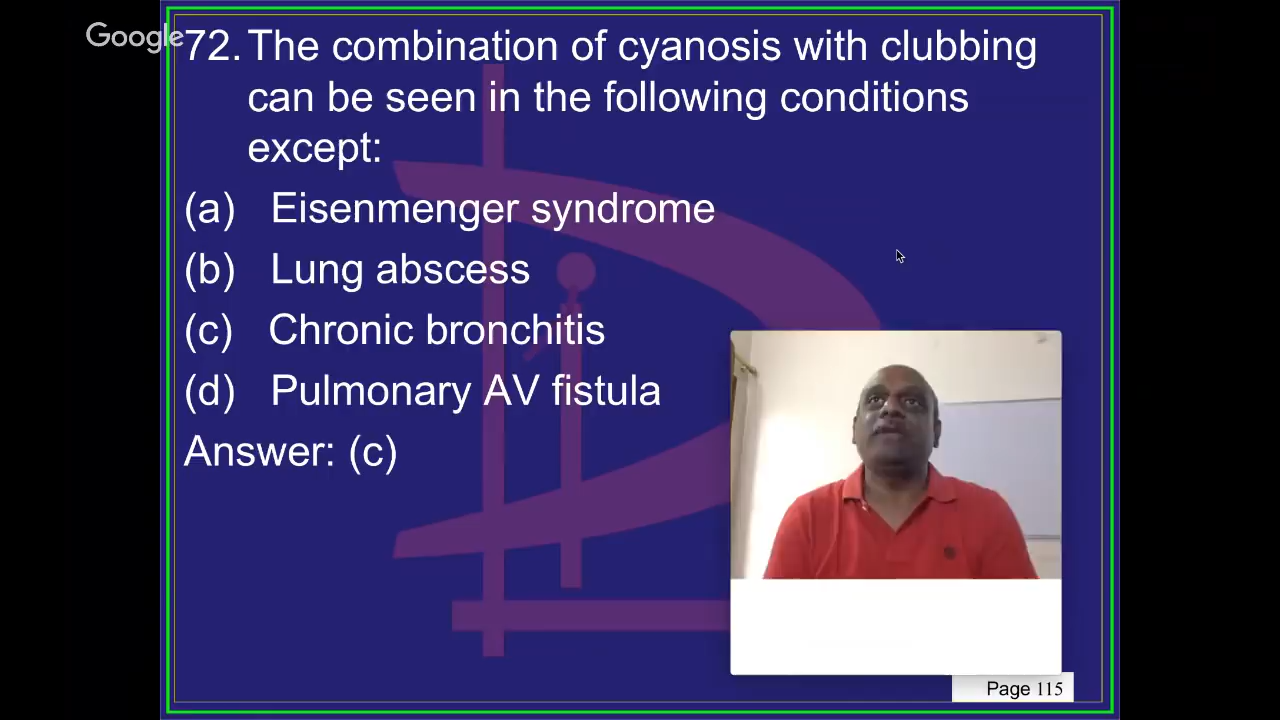 Google
72. The combination of cyanosis with clubbing
can be seen in the following conditions
except:
(a) Eisenmenger syndrome
(b) Lung abscess
(c) Chronic bronchitis
(d) Pulmonary AV fistula
Answer: (c)
Page 115